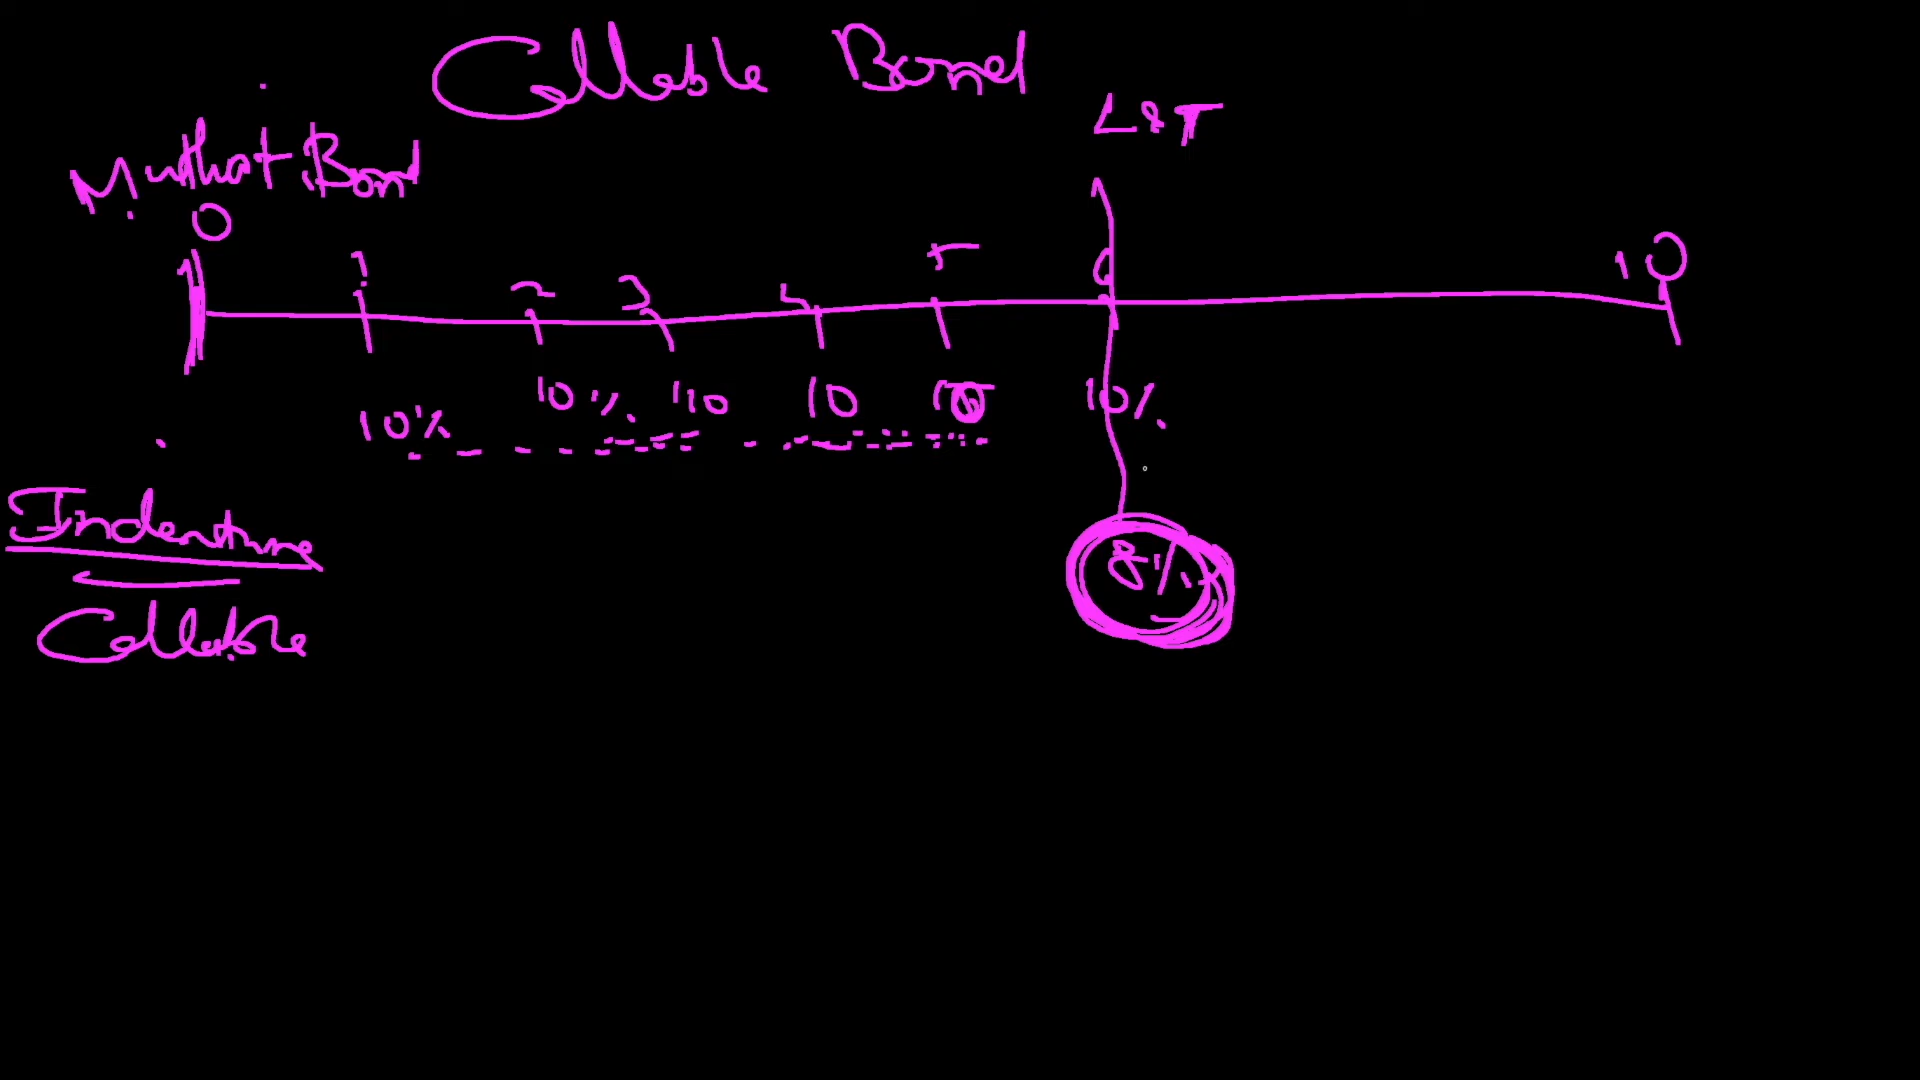 Callable Bond
L&T
Muthoot Bond
0 1 2 3 4 5 6 10
10% 10% 10 10 10 10%
Indenture
8%
Callable